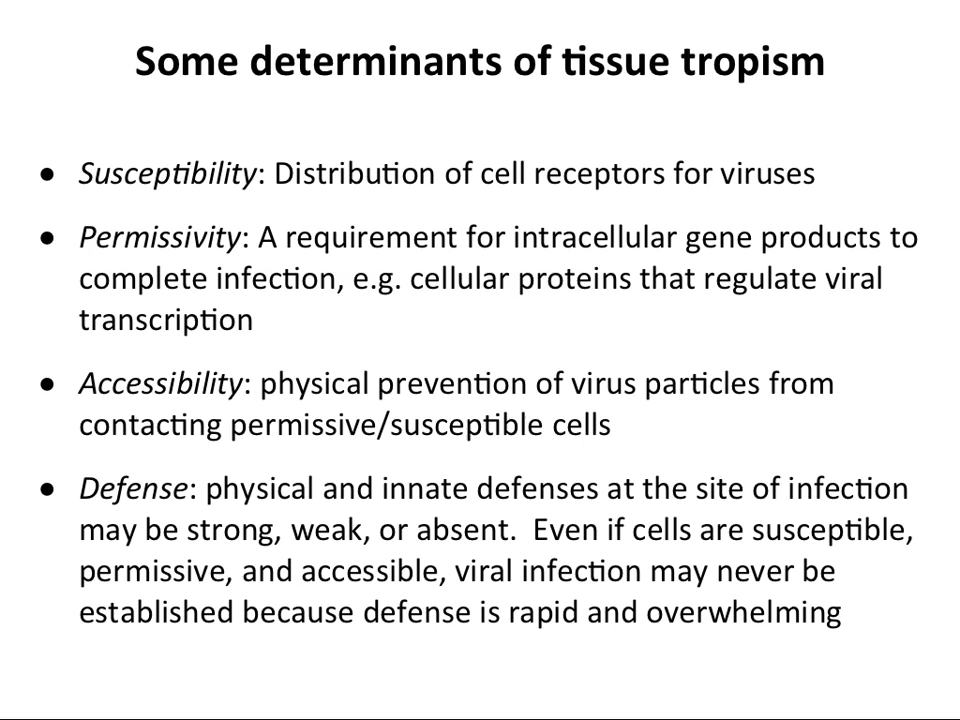 Some determinants of tissue tropism
● Susceptibility: Distribution of cell receptors for viruses
● Permissivity: A requirement for intracellular gene products to
complete infection, e.g. cellular proteins that regulate viral
transcription
● Accessibility: physical prevention of virus particles from
contacting permissive/susceptible cells
● Defense: physical and innate defenses at the site of infection
may be strong, weak, or absent.  Even if cells are susceptible,
permissive, and accessible, viral infection may never be
established because defense is rapid and overwhelming